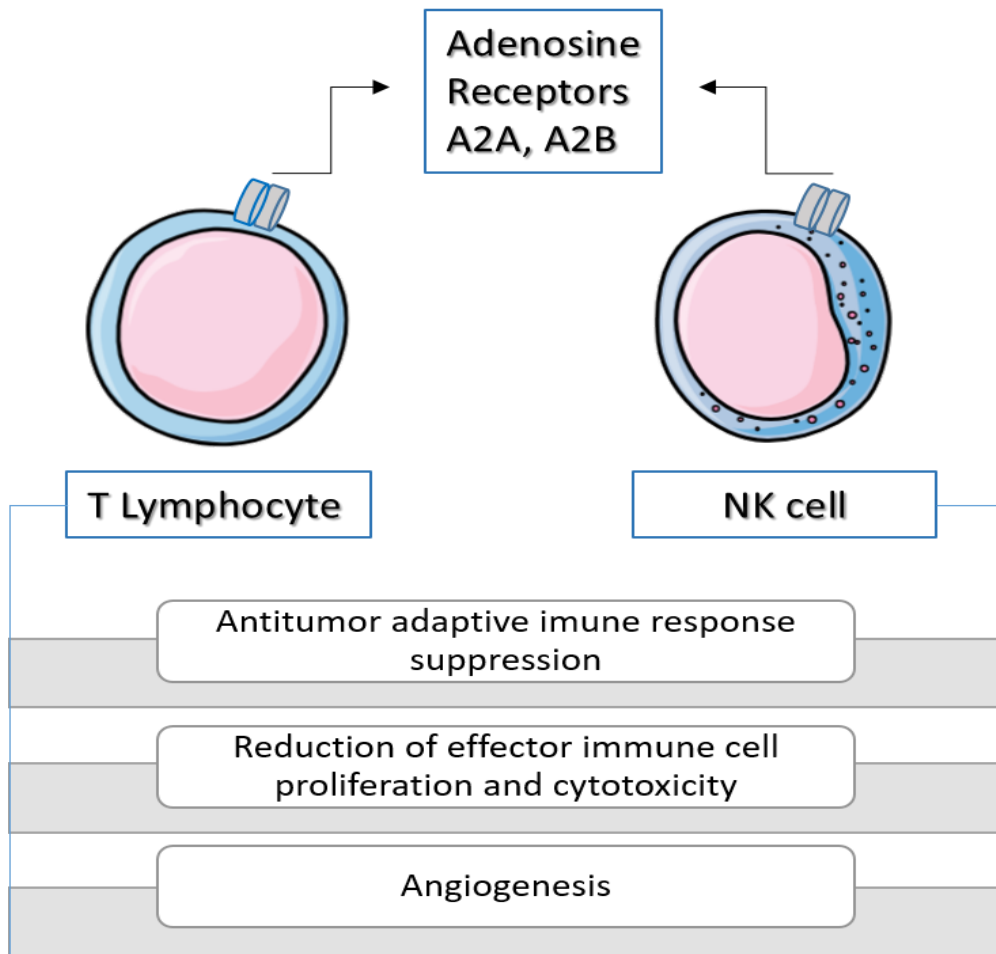 Adenosine
Receptors
A2A, A2B
T Lymphocyte
NK cell
Antitumor adaptive imune response
suppression
Reduction of effector immune cell
proliferation and cytotoxicity
Angiogenesis